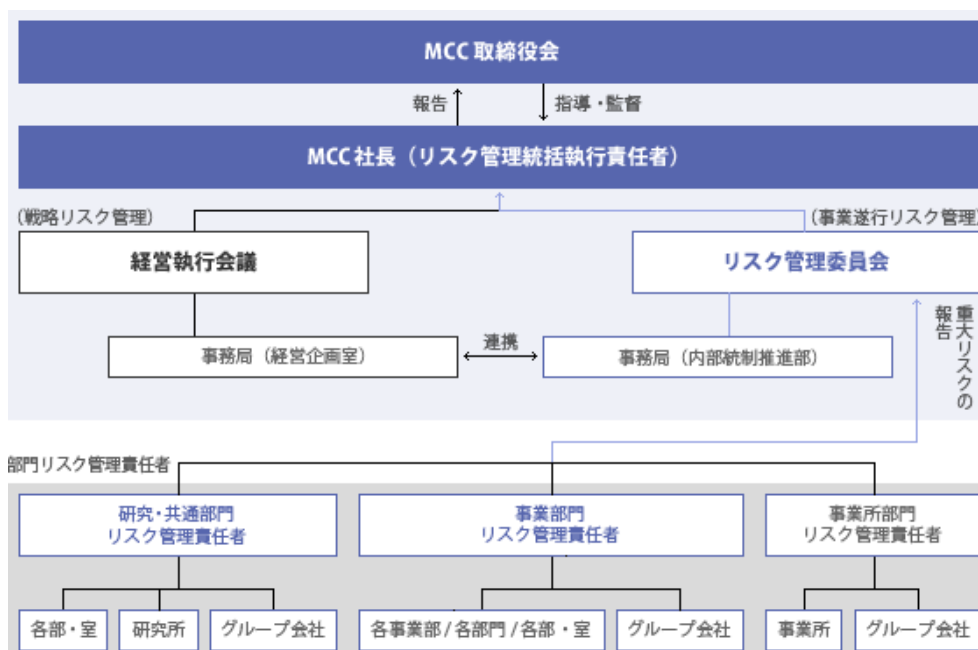 MCC 取締役会
報告
指導・監督
MCC 社長（リスク管理統括執行責任者）
(戦略リスク管理)
(事業遂行リスク管理)
経営執行会議
リスク管理委員会
重大リスクの
報告
事務局（経営企画室）
連携
事務局（内部統制推進部）
部門リスク管理責任者
研究・共通部門
リスク管理責任者
事業部門
リスク管理責任者
事業所部門
リスク管理責任者
各部・室
研究所
グループ会社
各事業部/各部門/各部・室
グループ会社
事業所
グループ会社